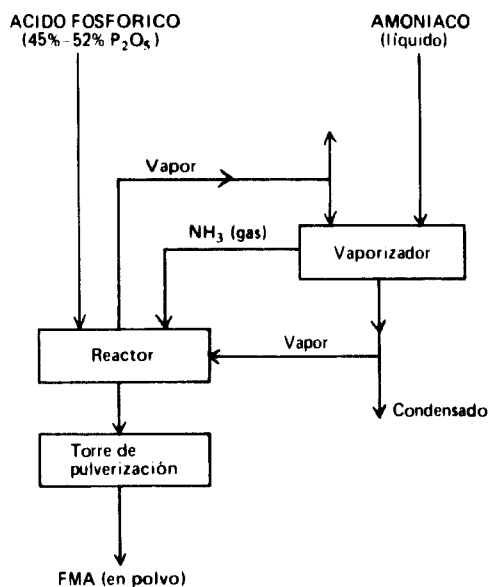 ACIDO FOSFORICO
(45%-52% P₂O₅)
AMONIACO
(líquido)
Vapor
NH₃ (gas)
Vaporizador
Reactor
Vapor
Condensado
Torre de
pulverización
FMA (en polvo)